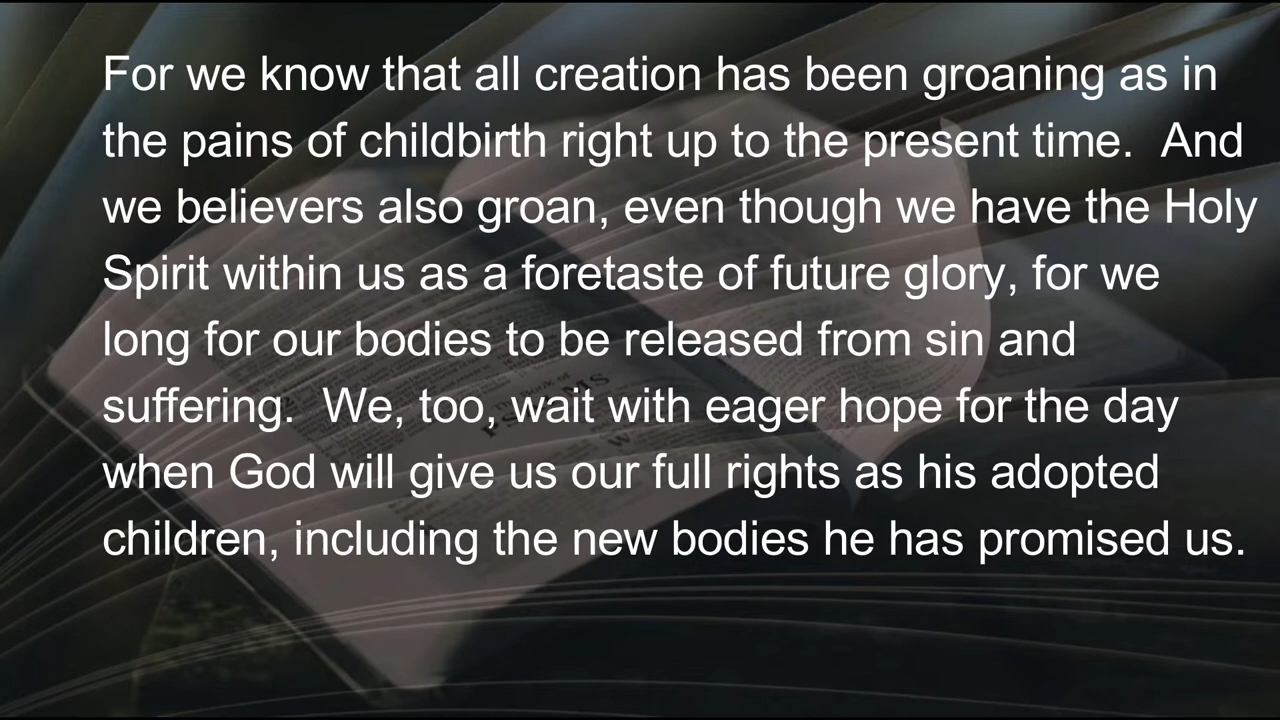 For we know that all creation has been groaning as in
the pains of childbirth right up to the present time.  And
we believers also groan, even though we have the Holy
Spirit within us as a foretaste of future glory, for we
long for our bodies to be released from sin and
suffering.  We, too, wait with eager hope for the day
when God will give us our full rights as his adopted
children, including the new bodies he has promised us.
PSALMS